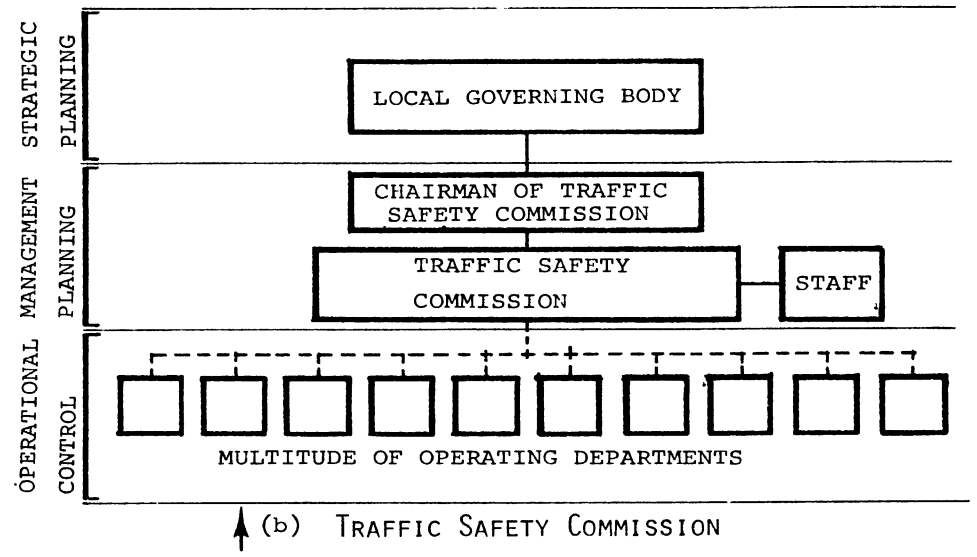 STRATEGIC
PLANNING
LOCAL GOVERNING BODY
MANAGEMENT
PLANNING
CHAIRMAN OF TRAFFIC
SAFETY COMMISSION
TRAFFIC SAFETY
COMMISSION
STAFF
OPERATIONAL
CONTROL
MULTITUDE OF OPERATING DEPARTMENTS
(b) TRAFFIC SAFETY COMMISSION